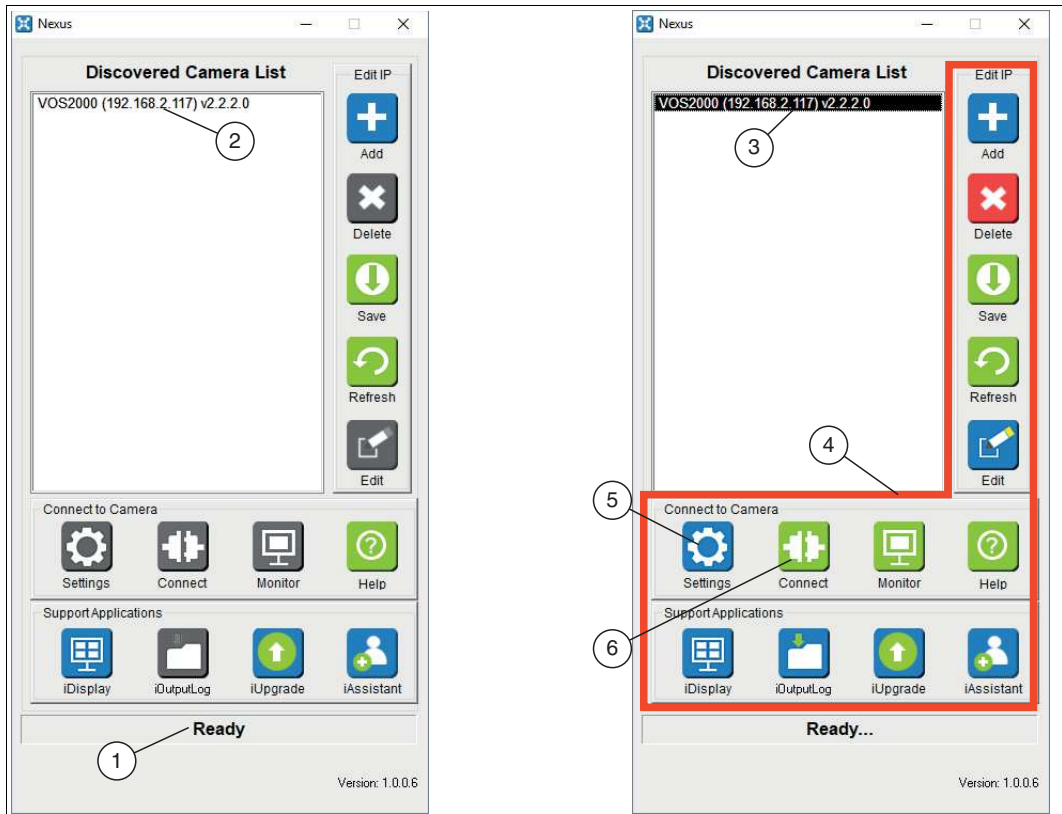 Nexus
Discovered Camera List
Edit IP
VOS2000 (192.168.2.117) v2.2.2.0
2
Add
Delete
Save
Refresh
Edit
Connect to Camera
Settings
Connect
Monitor
Help
Support Applications
iDisplay
iOutputLog
iUpgrade
iAssistant
Ready
1
Version: 1.0.0.6
Nexus
Discovered Camera List
Edit IP
VOS2000 (192.168.2.117) v2.2.2.0
3
Add
Delete
Save
Refresh
4
Edit
5
Connect to Camera
Settings
Connect
Monitor
Help
6
Support Applications
iDisplay
iOutputLog
iUpgrade
iAssistant
Ready...
Version: 1.0.0.6